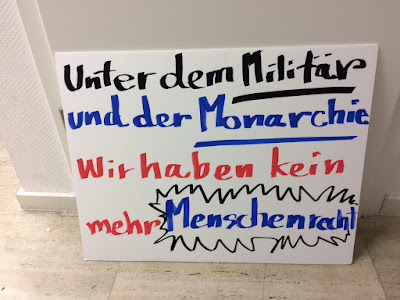 Unter dem Militär
und der Monarchie
Wir haben kein
mehr Menschenrecht